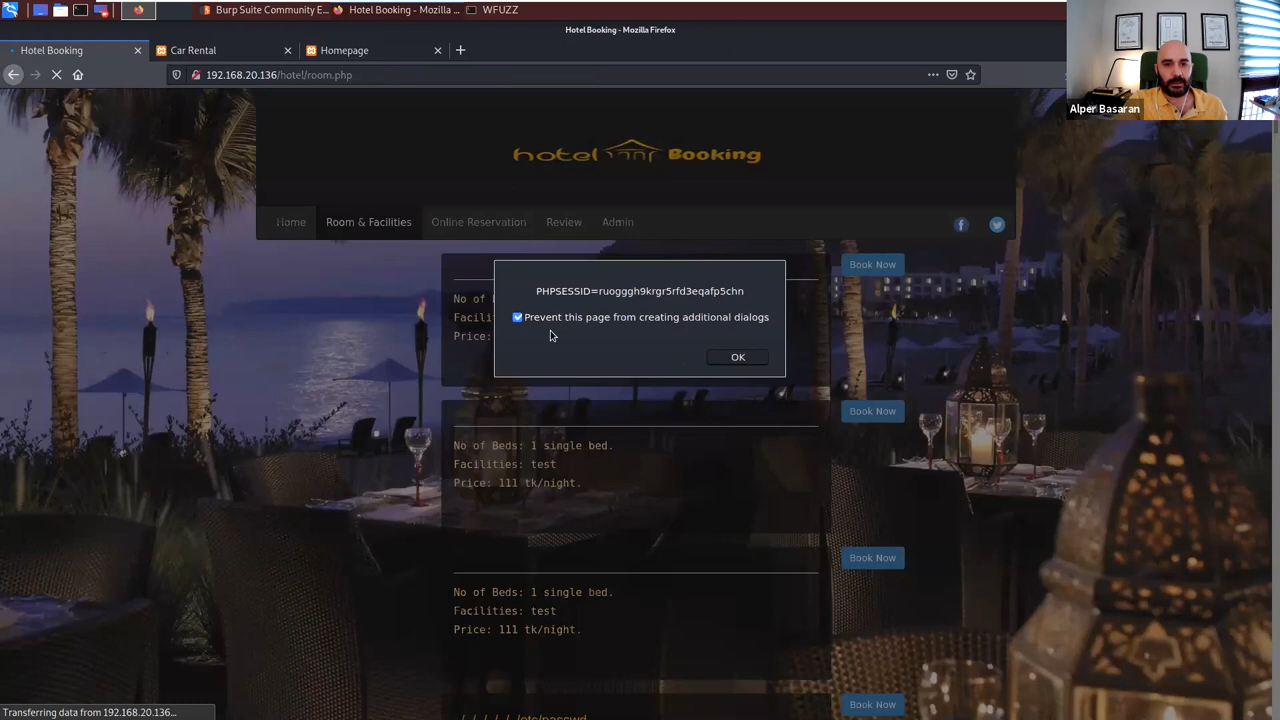 Burp Suite Community E...
Hotel Booking - Mozilla ...
WFUZZ
Hotel Booking - Mozilla Firefox
Hotel Booking
Car Rental
Homepage
192.168.20.136/hotel/room.php
Alper Basaran
hotel Booking
Home
Room & Facilities
Online Reservation
Review
Admin
Book Now
No of B
Facilit
Price:
PHPSESSID=ruogggh9krgr5rfd3eqafp5chn
Prevent this page from creating additional dialogs
OK
Book Now
No of Beds: 1 single bed.
Facilities: test
Price: 111 tk/night.
Book Now
No of Beds: 1 single bed.
Facilities: test
Price: 111 tk/night.
Book Now
Transferring data from 192.168.20.136...